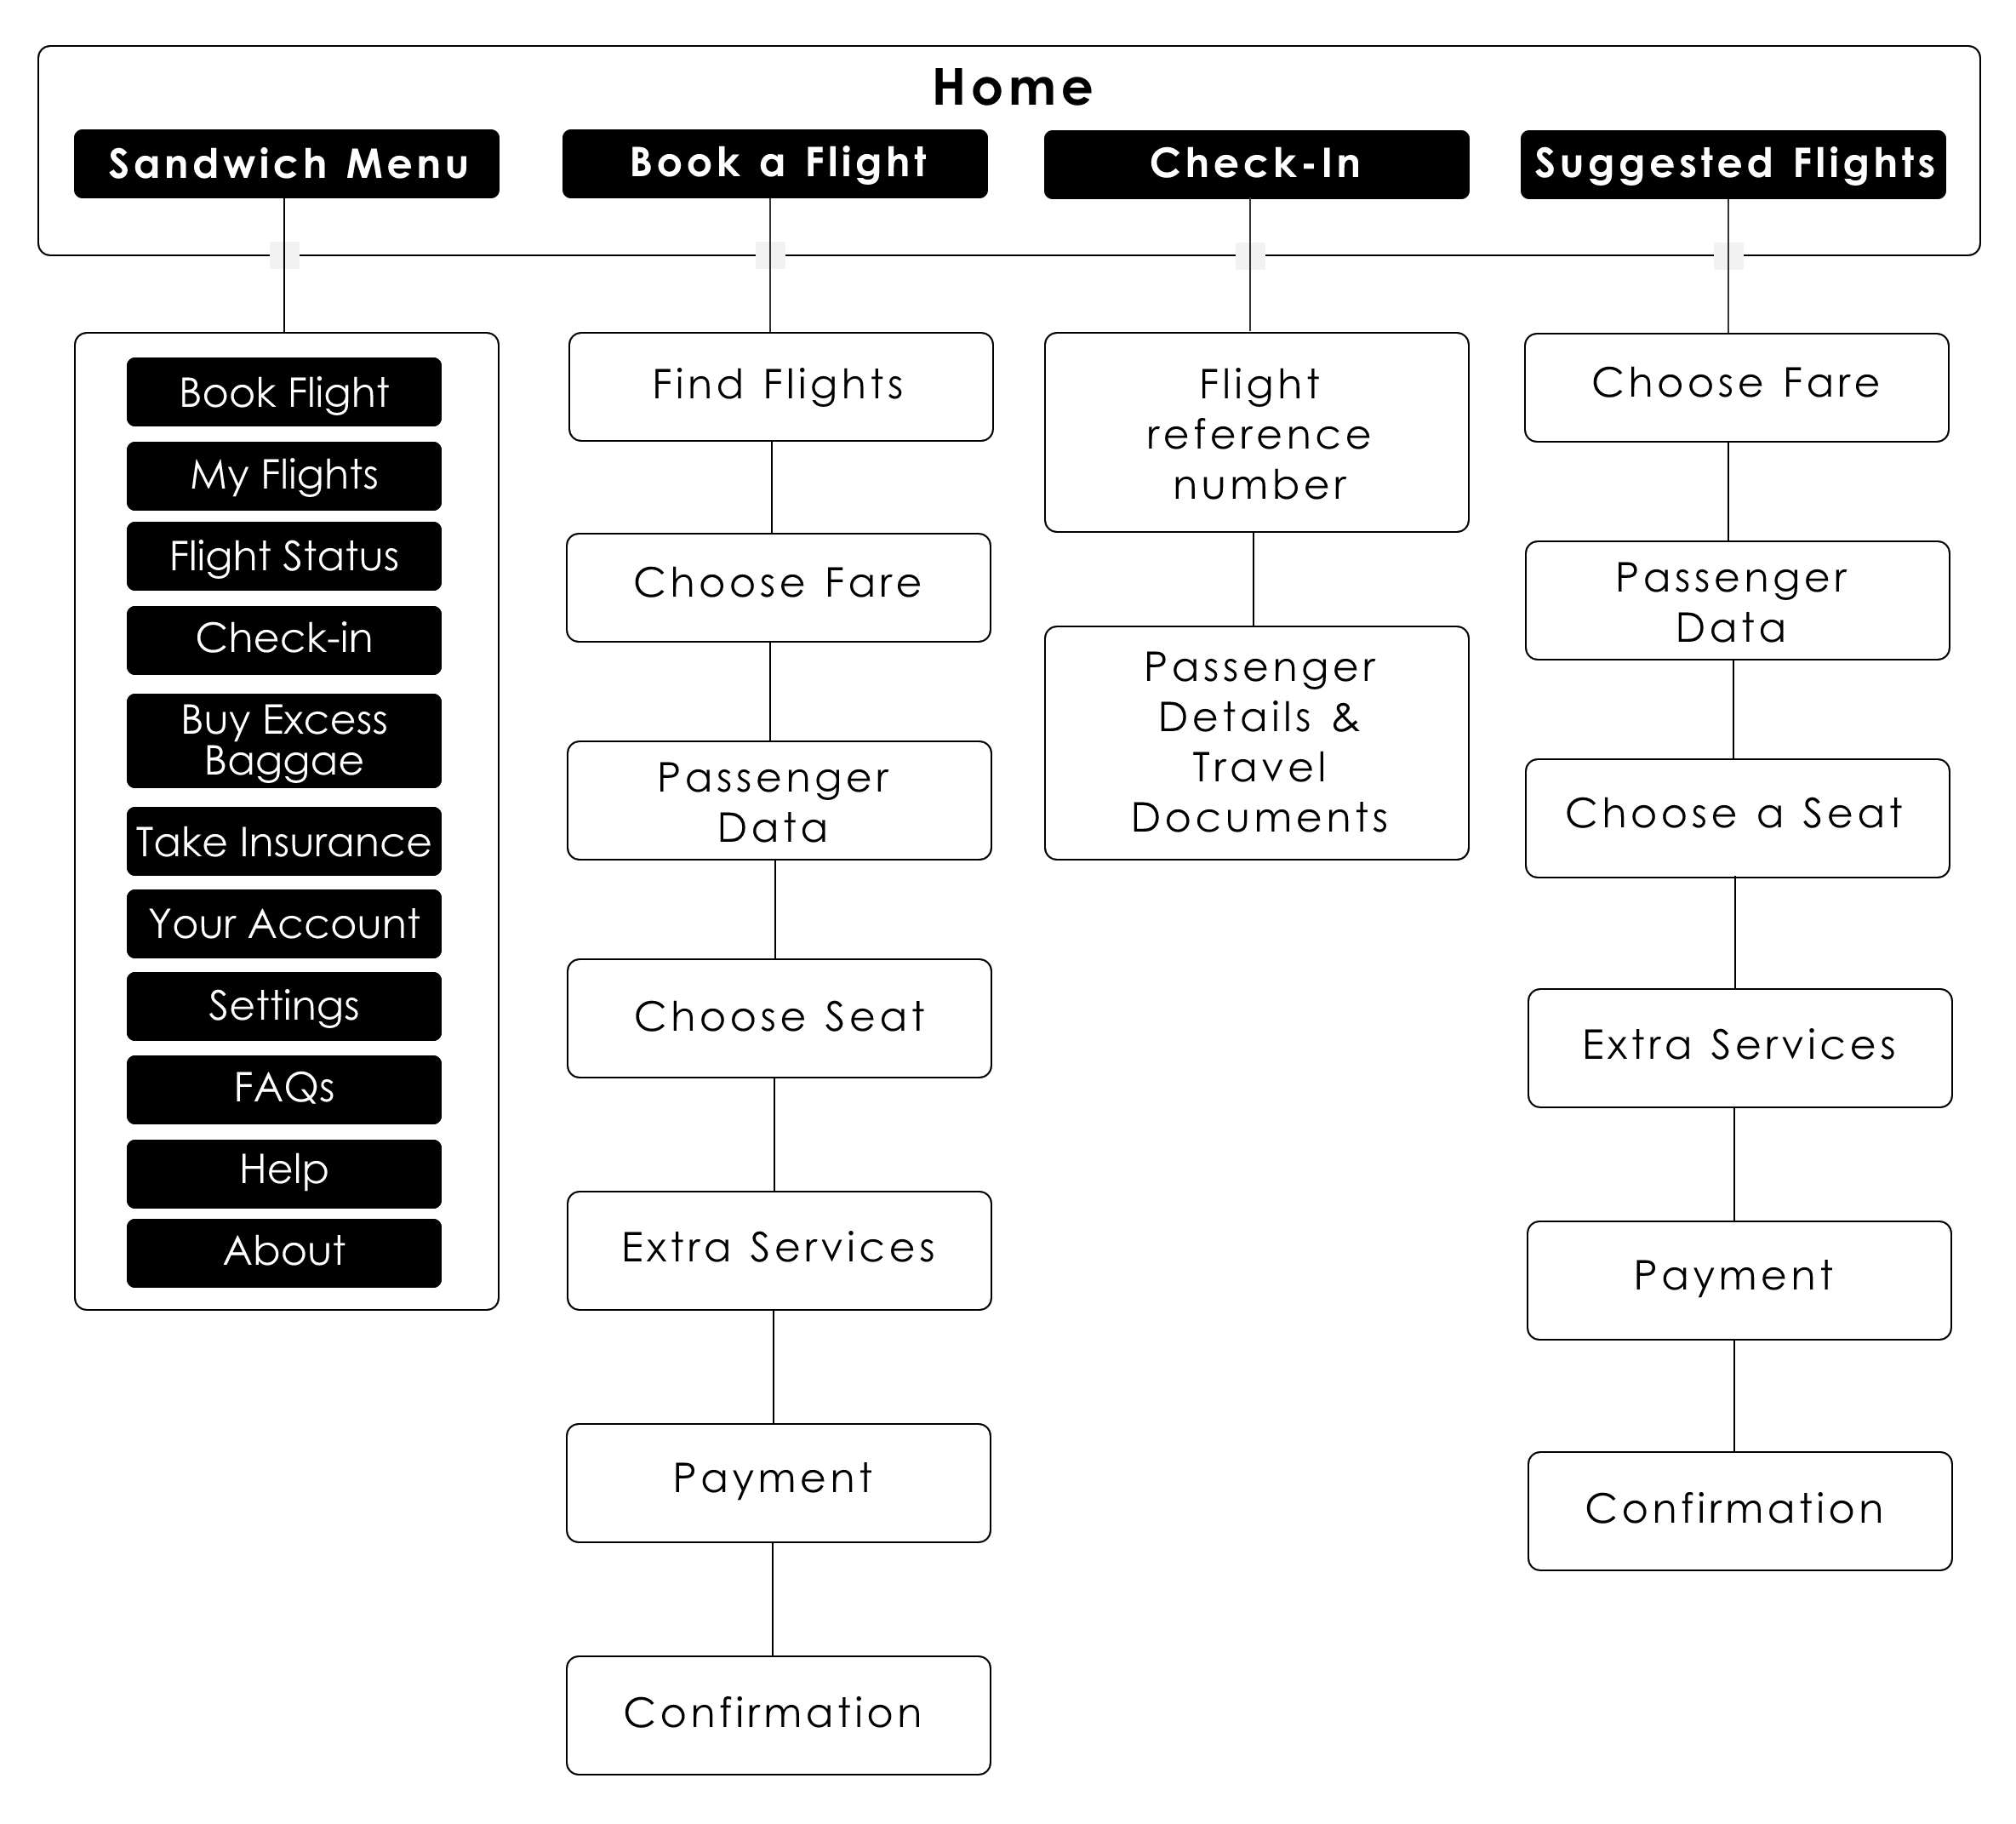 Home
Sandwich Menu
Book a Flight
Check-In
Suggested Flights
Book Flight
My Flights
Flight Status
Check-in
Buy Excess
Baggae
Take Insurance
Your Account
Settings
FAQs
Help
About
Find Flights
Choose Fare
Passenger
Data
Choose Seat
Extra Services
Payment
Confirmation
Flight
reference
number
Passenger
Details &
Travel
Documents
Choose Fare
Passenger
Data
Choose a Seat
Extra Services
Payment
Confirmation